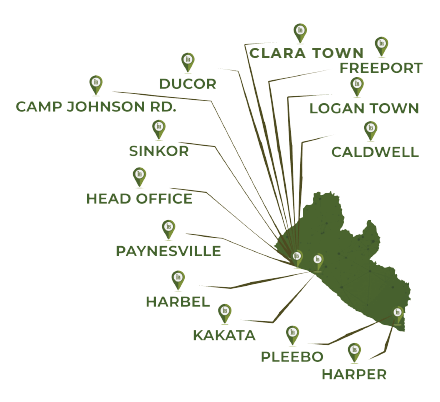 CLARA TOWN
FREEPORT
DUCOR
CAMP JOHNSON RD.
LOGAN TOWN
SINKOR
CALDWELL
HEAD OFFICE
PAYNESVILLE
HARBEL
KAKATA
PLEEBO
HARPER